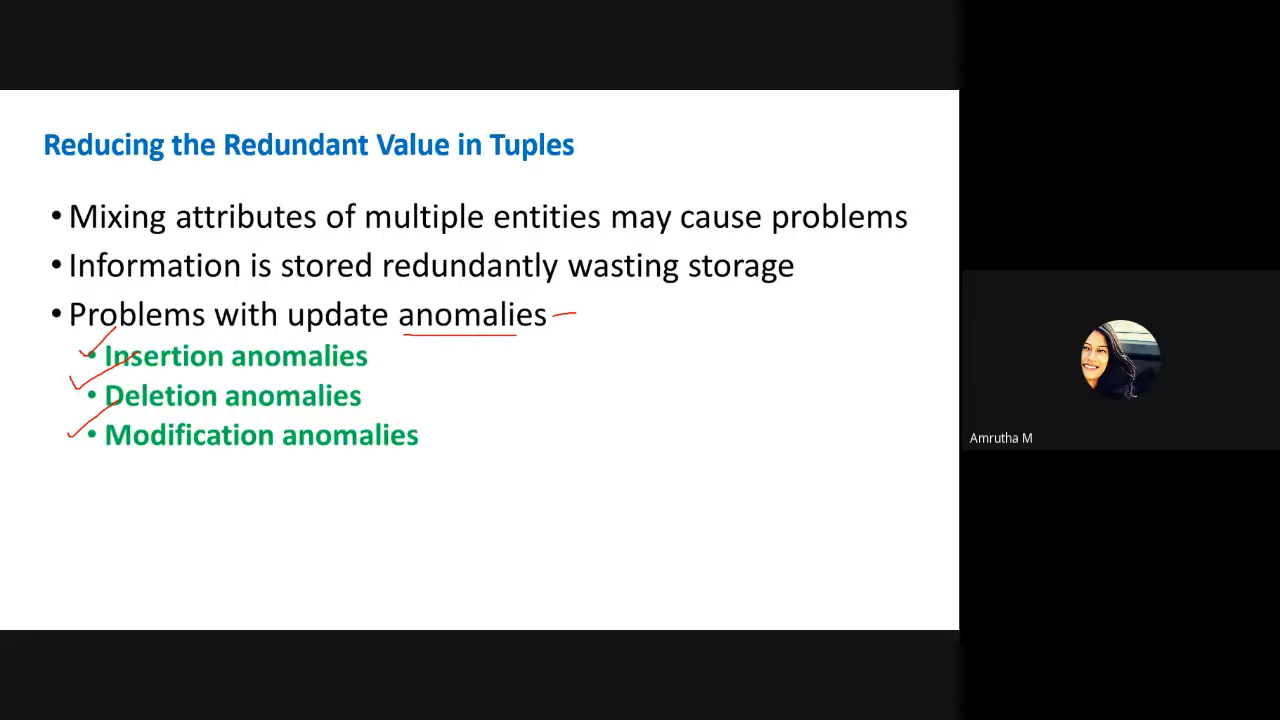 Reducing the Redundant Value in Tuples
• Mixing attributes of multiple entities may cause problems
• Information is stored redundantly wasting storage
• Problems with update anomalies
• Insertion anomalies
• Deletion anomalies
• Modification anomalies
Amrutha M